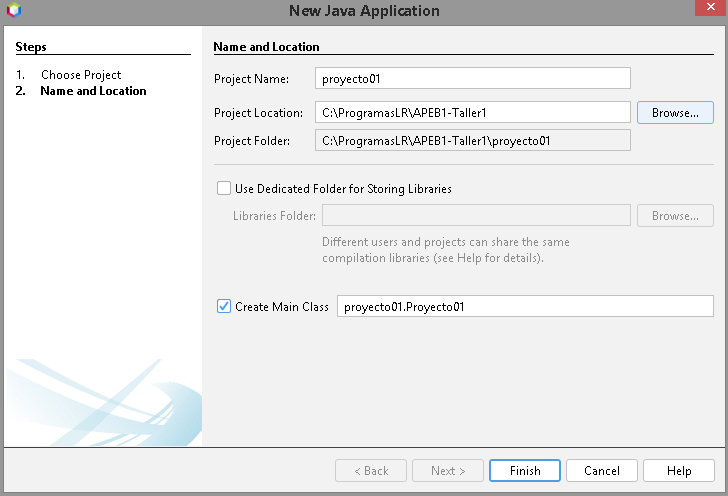 New Java Application
Steps
1. Choose Project
2. Name and Location
Name and Location
Project Name: proyecto01
Project Location: C:\ProgramasLR\APEB1-Taller1 Browse...
Project Folder: C:\ProgramasLR\APEB1-Taller1\proyecto01
Use Dedicated Folder for Storing Libraries
Libraries Folder: Browse...
Different users and projects can share the same
compilation libraries (see Help for details).
Create Main Class proyecto01.Proyecto01
< Back Next > Finish Cancel Help